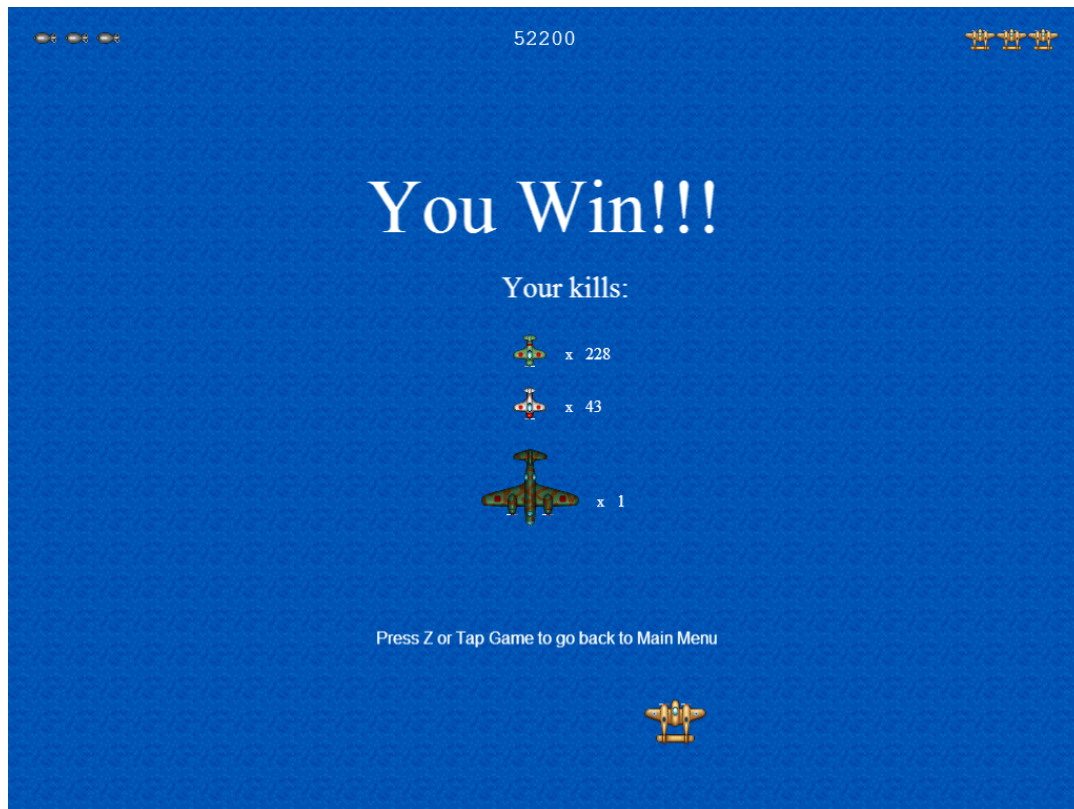 52200
You Win!!!
Your kills:
x 228
x 43
x 1
Press Z or Tap Game to go back to Main Menu